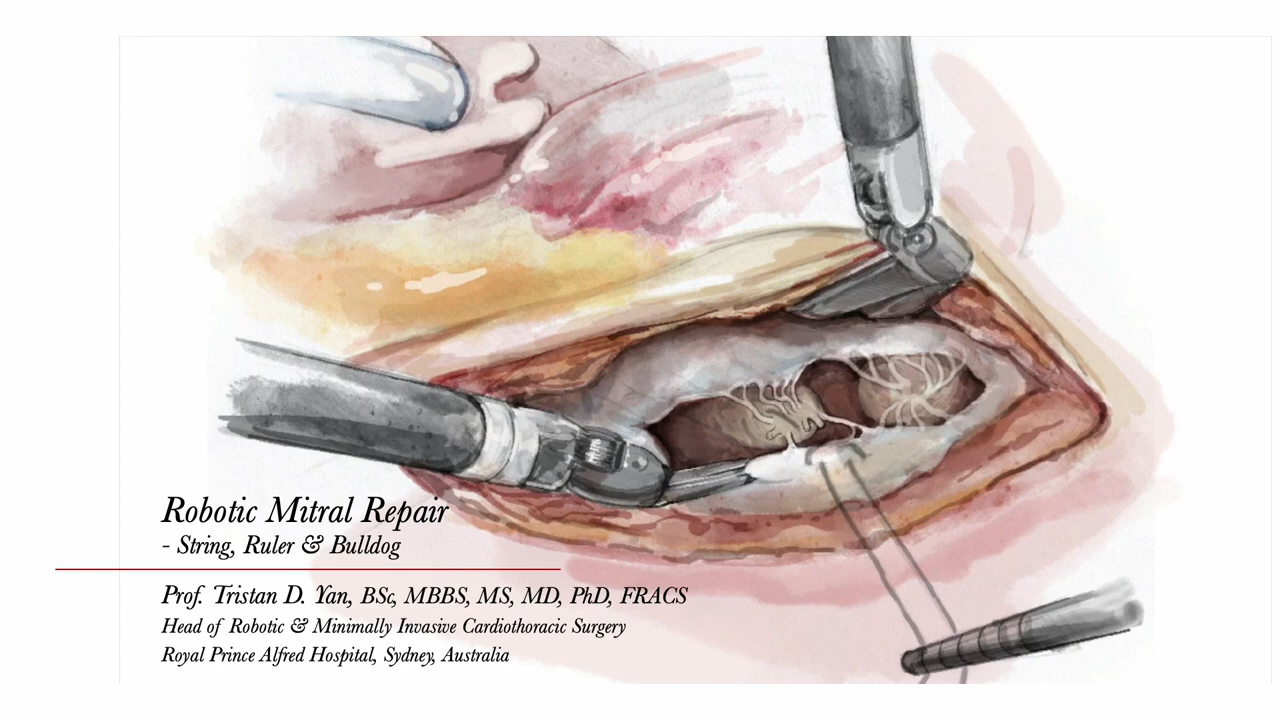 Robotic Mitral Repair
- String, Ruler & Bulldog
Prof. Tristan D. Yan, BSc, MBBS, MS, MD, PhD, FRACS
Head of Robotic & Minimally Invasive Cardiothoracic Surgery
Royal Prince Alfred Hospital, Sydney, Australia